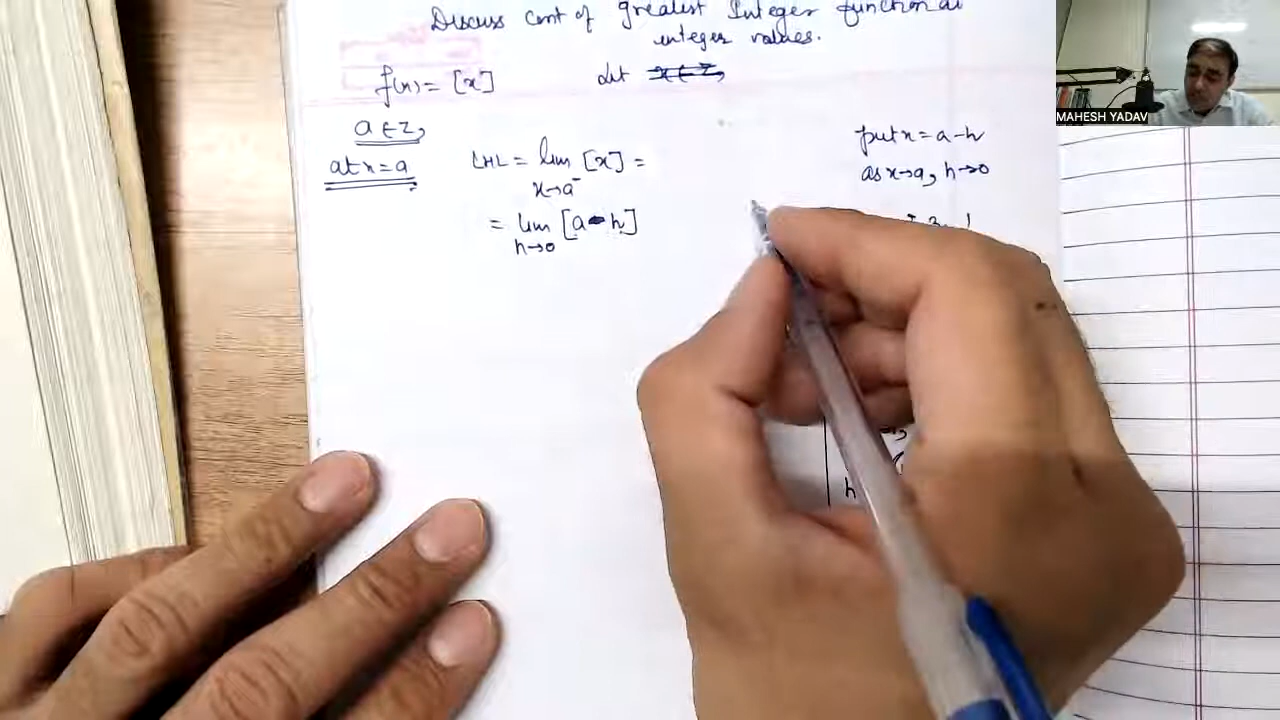 Discuss cont of greatest Integer function at
integer values.
f(x) = [x]
Let x∈Z,
a ∈ Z,
at x = a
LHL = lim [x] =
x→a⁻
= lim [a-h]
h→0
put x = a-h
as x→a, h→0
h
MAHESH YADAV